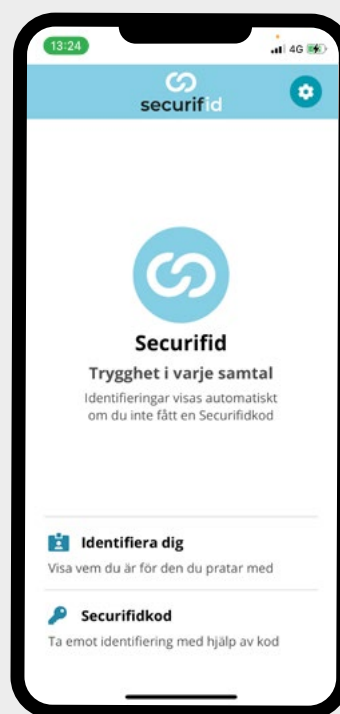 13:24
4G
securifid
Securifid
Trygghet i varje samtal
Identifieringar visas automatiskt
om du inte fått en Securifidkod
Identifiera dig
Visa vem du är för den du pratar med
Securifidkod
Ta emot identifiering med hjälp av kod